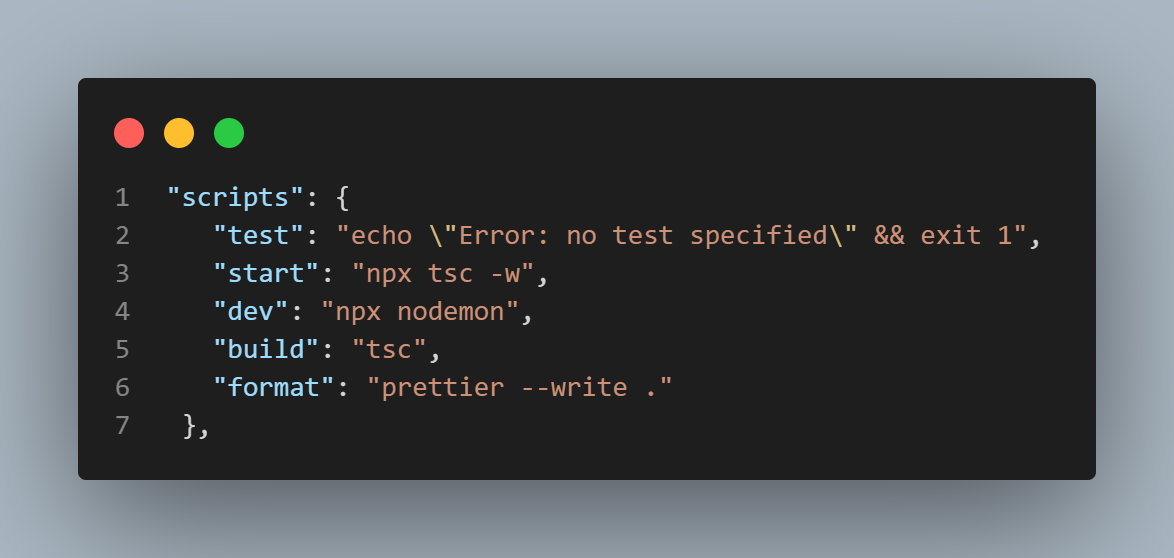 1 "scripts": {
2 "test": "echo \"Error: no test specified\" && exit 1",
3 "start": "npx tsc -w",
4 "dev": "npx nodemon",
5 "build": "tsc",
6 "format": "prettier --write ."
7 },